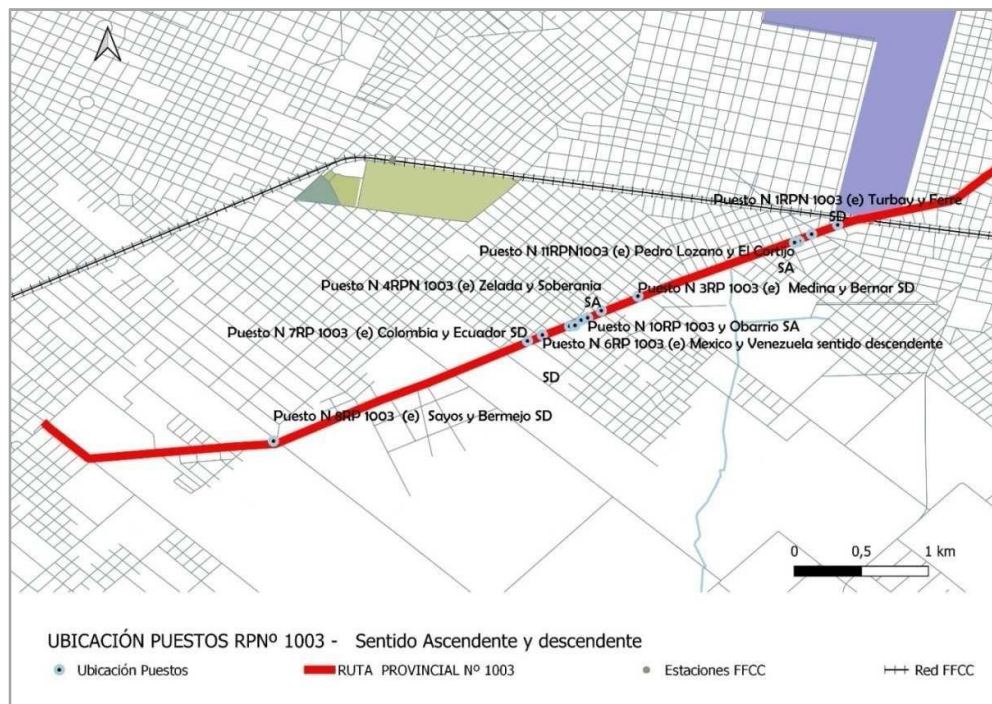 Puesto N 1RPN 1003 (e) Turbay y Ferre
SD
Puesto N 11RPN1003 (e) Pedro Lozano y El Cortijo
SA
Puesto N 4RPN 1003 (e) Zelada y Soberania
SA
Puesto N 3RP 1003 (e) Medina y Bernar SD
Puesto N 7RP 1003 (e) Colombia y Ecuador SD
Puesto N 10RP 1003 y Obarrio SA
Puesto N 6RP 1003 (e) Mexico y Venezuela sentido descendente
SD
Puesto N 8RP 1003 (e) Sayos y Bermejo SD
0 0,5 1 km
UBICACIÓN PUESTOS RPNº 1003 - Sentido Ascendente y descendente
Ubicación Puestos RUTA PROVINCIAL Nº 1003 Estaciones FFCC Red FFCC